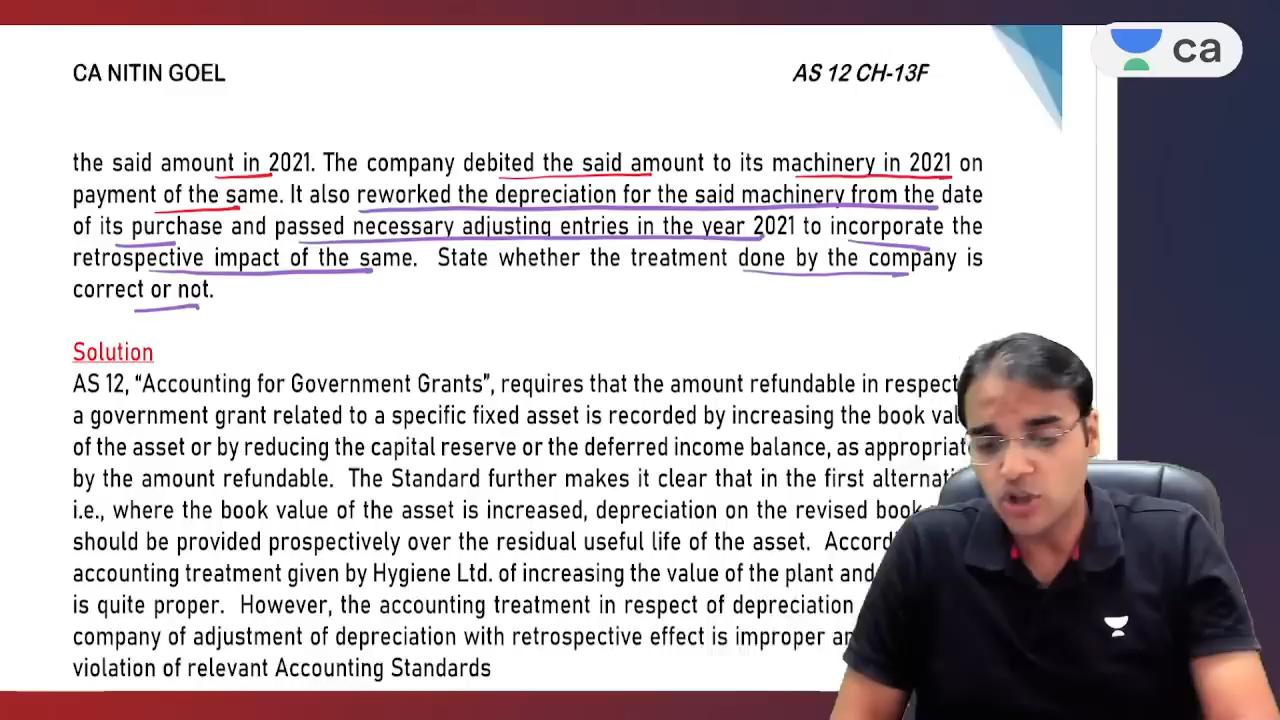 CA NITIN GOEL
AS 12 CH-13F
ca
the said amount in 2021. The company debited the said amount to its machinery in 2021 on
payment of the same. It also reworked the depreciation for the said machinery from the date
of its purchase and passed necessary adjusting entries in the year 2021 to incorporate the
retrospective impact of the same. State whether the treatment done by the company is
correct or not.
Solution
AS 12, “Accounting for Government Grants”, requires that the amount refundable in respect
a government grant related to a specific fixed asset is recorded by increasing the book
of the asset or by reducing the capital reserve or the deferred income balance, as
by the amount refundable. The Standard further makes it clear that in the first
i.e., where the book value of the asset is increased, depreciation on the revised book
should be provided prospectively over the residual useful life of the asset.
accounting treatment given by Hygiene Ltd. of increasing the value of the plant
is quite proper. However, the accounting treatment in respect of depreciation
company of adjustment of depreciation with retrospective effect is improper
violation of relevant Accounting Standards